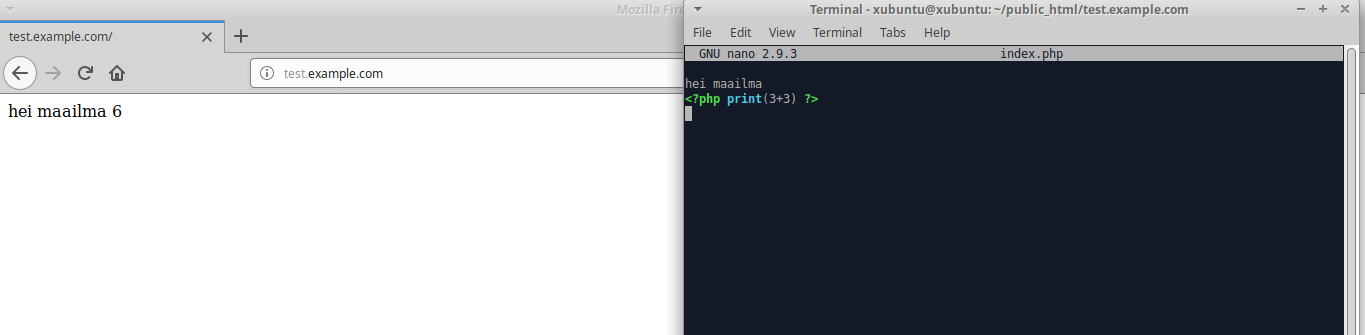 Mozilla Fire
test.example.com/
test.example.com
hei maailma 6
Terminal - xubuntu@xubuntu: ~/public_html/test.example.com
File Edit View Terminal Tabs Help
GNU nano 2.9.3 index.php
hei maailma
<?php print(3+3) ?>